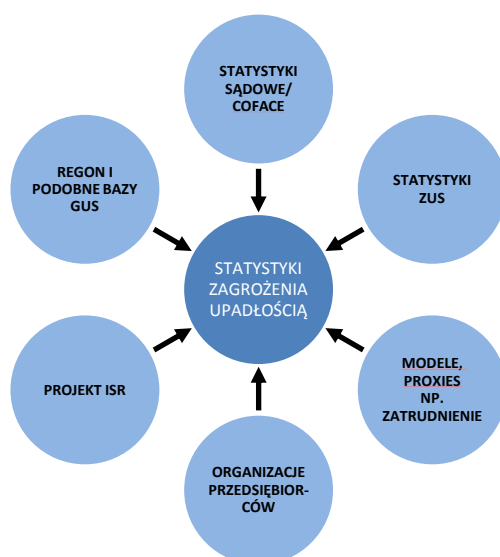 STATYSTYKI
SĄDOWE/
COFACE
REGON I
PODOBNE BAZY
GUS
STATYSTYKI
ZUS
STATYSTYKI
ZAGROŻENIA
UPADŁOŚCIĄ
PROJEKT ISR
MODELE,
PROXIES
NP.
ZATRUDNIENIE
ORGANIZACJE
PRZEDSIĘBIOR-
CÓW